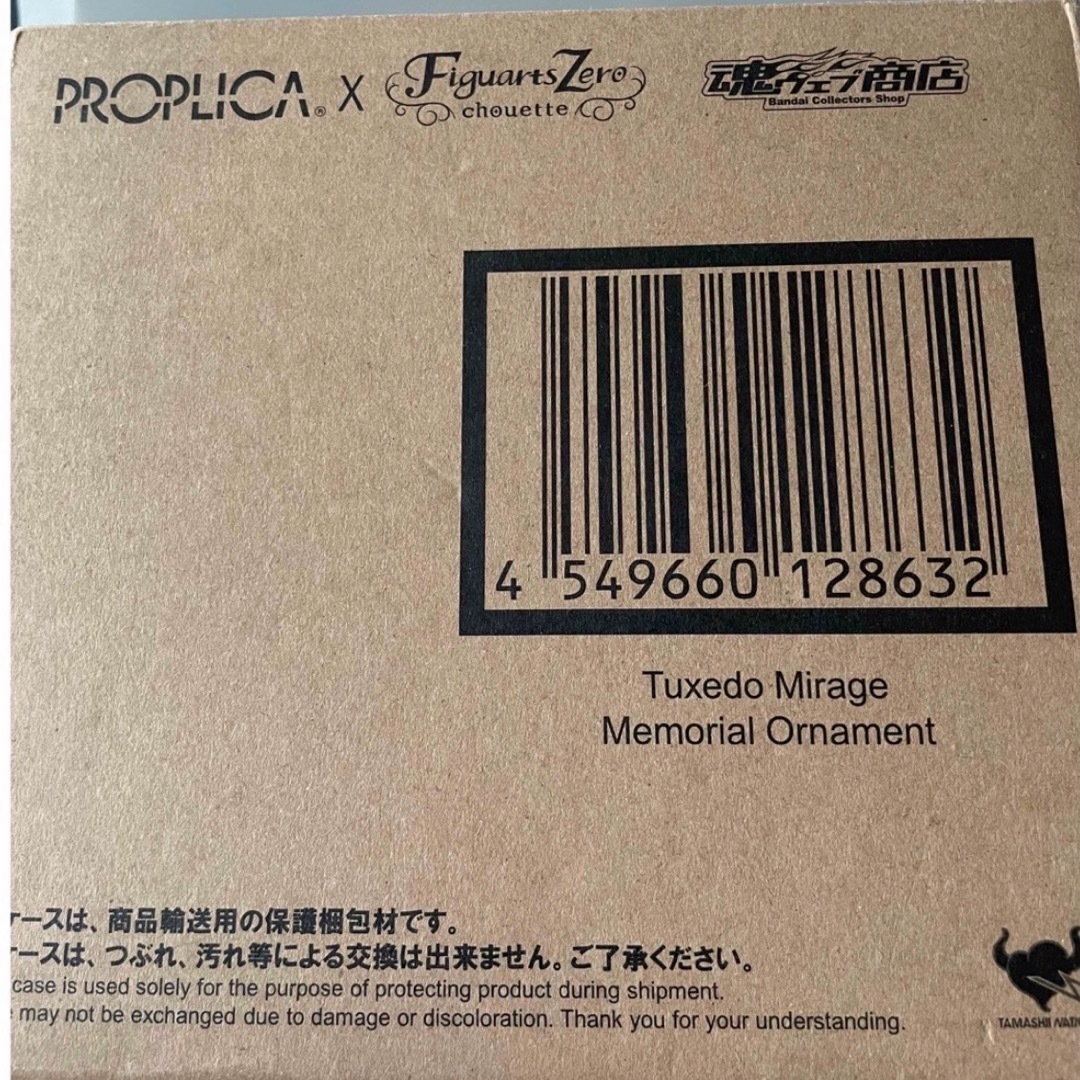 PROPLICA® X FiguartsZero chouette 魂ウェブ商店 Bandai Collectors Shop
4 549660 128632
Tuxedo Mirage
Memorial Ornament
ケースは、商品輸送用の保護梱包材です。
ケースは、つぶれ、汚れ等による交換は出来ません。ご了承ください。
case is used solely for the purpose of protecting product during shipment.
may not be exchanged due to damage or discoloration. Thank you for your understanding.
TAMASHII